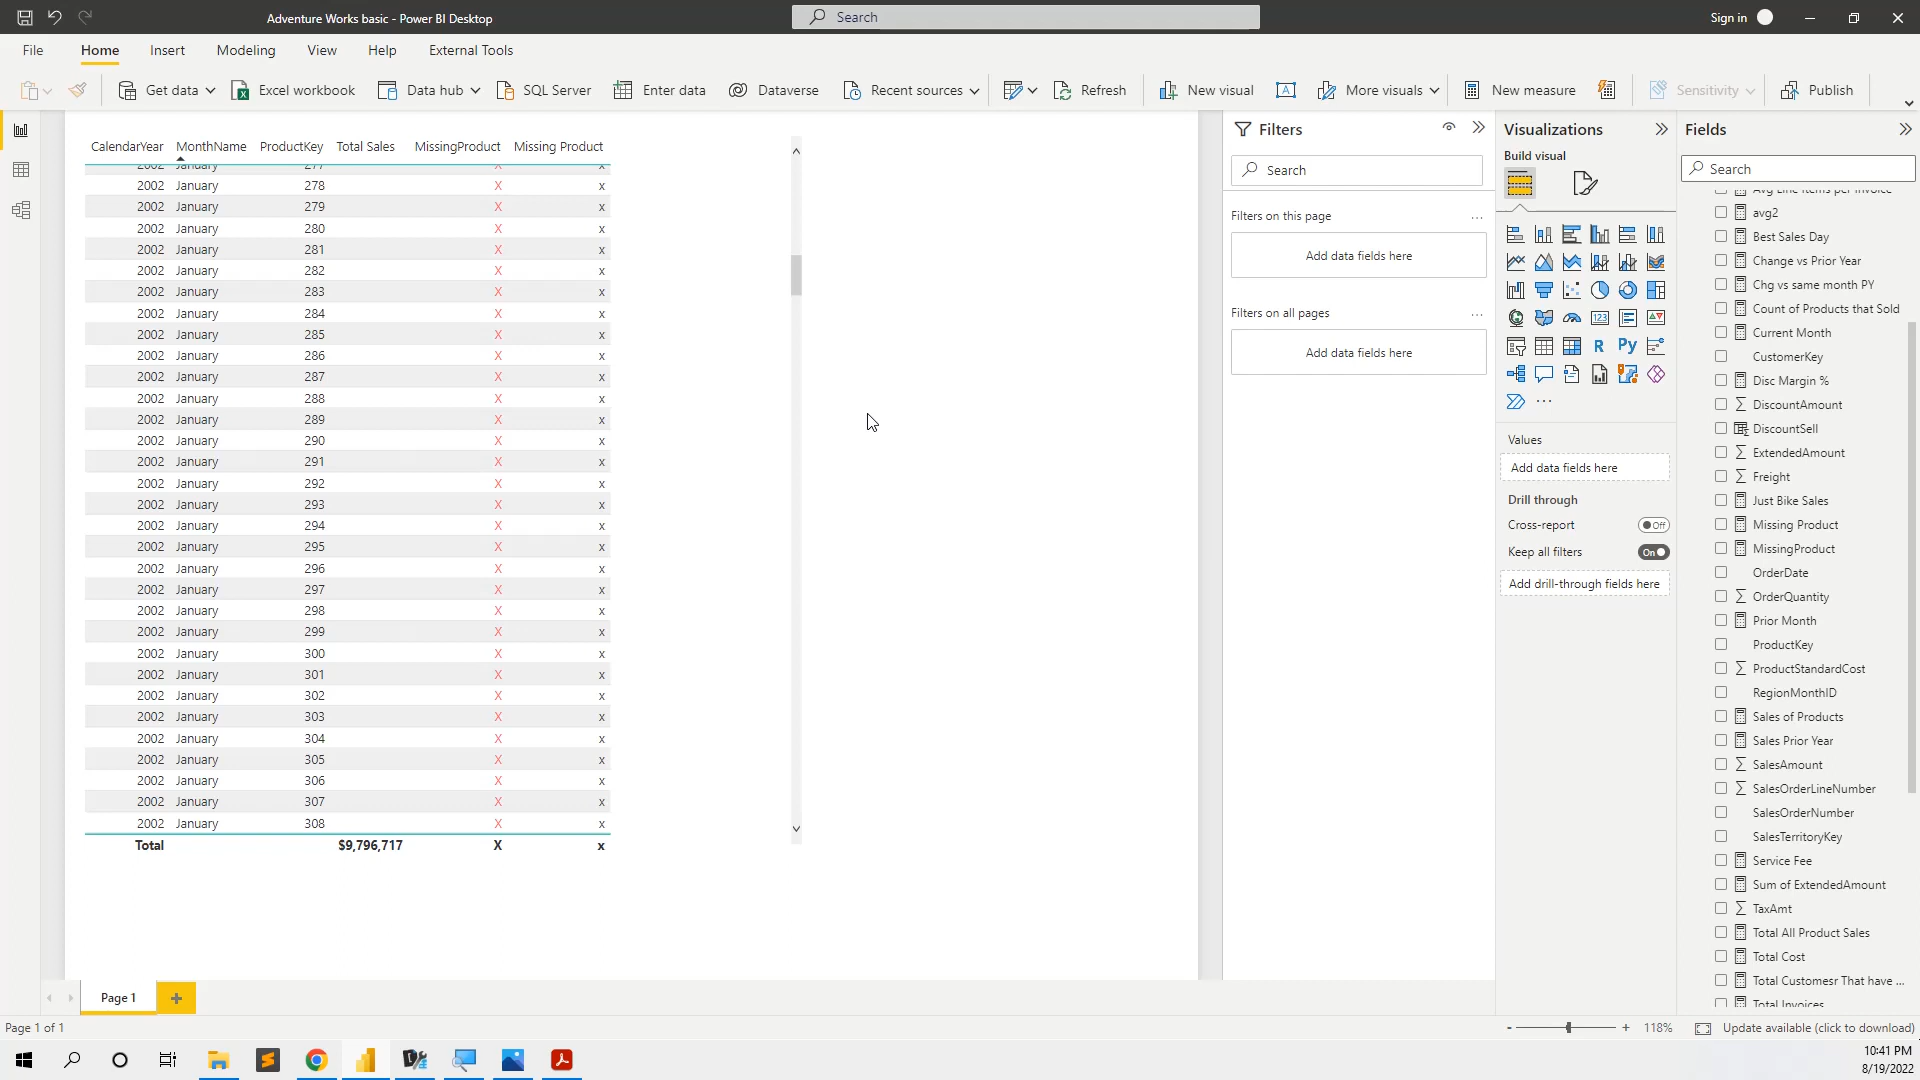 Adventure Works basic - Power BI Desktop
Search
Sign in
File Home Insert Modeling View Help External Tools
Get data Excel workbook Data hub SQL Server Enter data Dataverse Recent sources Refresh New visual More visuals New measure Sensitivity Publish
CalendarYear MonthName ProductKey Total Sales MissingProduct Missing Product
2002 January 277 X x
2002 January 278 X x
2002 January 279 X x
2002 January 280 X x
2002 January 281 X x
2002 January 282 X x
2002 January 283 X x
2002 January 284 X x
2002 January 285 X x
2002 January 286 X x
2002 January 287 X x
2002 January 288 X x
2002 January 289 X x
2002 January 290 X x
2002 January 291 X x
2002 January 292 X x
2002 January 293 X x
2002 January 294 X x
2002 January 295 X x
2002 January 296 X x
2002 January 297 X x
2002 January 298 X x
2002 January 299 X x
2002 January 300 X x
2002 January 301 X x
2002 January 302 X x
2002 January 303 X x
2002 January 304 X x
2002 January 305 X x
2002 January 306 X x
2002 January 307 X x
2002 January 308 X x
Total $9,796,717 X x
Filters
Search
Filters on this page ...
Add data fields here
Filters on all pages ...
Add data fields here
Visualizations
Build visual
123
R
Py
...
Values
Add data fields here
Drill through
Cross-report Off
Keep all filters On
Add drill-through fields here
Fields
Search
Avg Line Items per Invoice
avg2
Best Sales Day
Change vs Prior Year
Chg vs same month PY
Count of Products that Sold
Current Month
CustomerKey
Disc Margin %
DiscountAmount
DiscountSell
ExtendedAmount
Freight
Just Bike Sales
Missing Product
MissingProduct
OrderDate
OrderQuantity
Prior Month
ProductKey
ProductStandardCost
RegionMonthID
Sales of Products
Sales Prior Year
SalesAmount
SalesOrderLineNumber
SalesOrderNumber
SalesTerritoryKey
Service Fee
Sum of ExtendedAmount
TaxAmt
Total All Product Sales
Total Cost
Total Customesr That have ...
Total Invoices
Page 1
Page 1 of 1
- + 118% Update available (click to download)
10:41 PM
8/19/2022